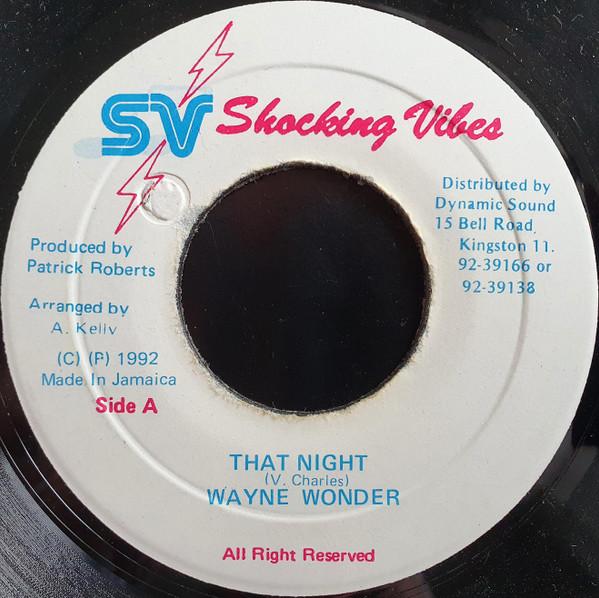 SV Shocking Vibes
Distributed by
Dynamic Sound
15 Bell Road,
Kingston 11.
92-39166 or
92-39138
Produced by
Patrick Roberts
Arranged by
A. Kelly
(C) (P) 1992
Made In Jamaica
Side A
THAT NIGHT
(V. Charles)
WAYNE WONDER
All Right Reserved